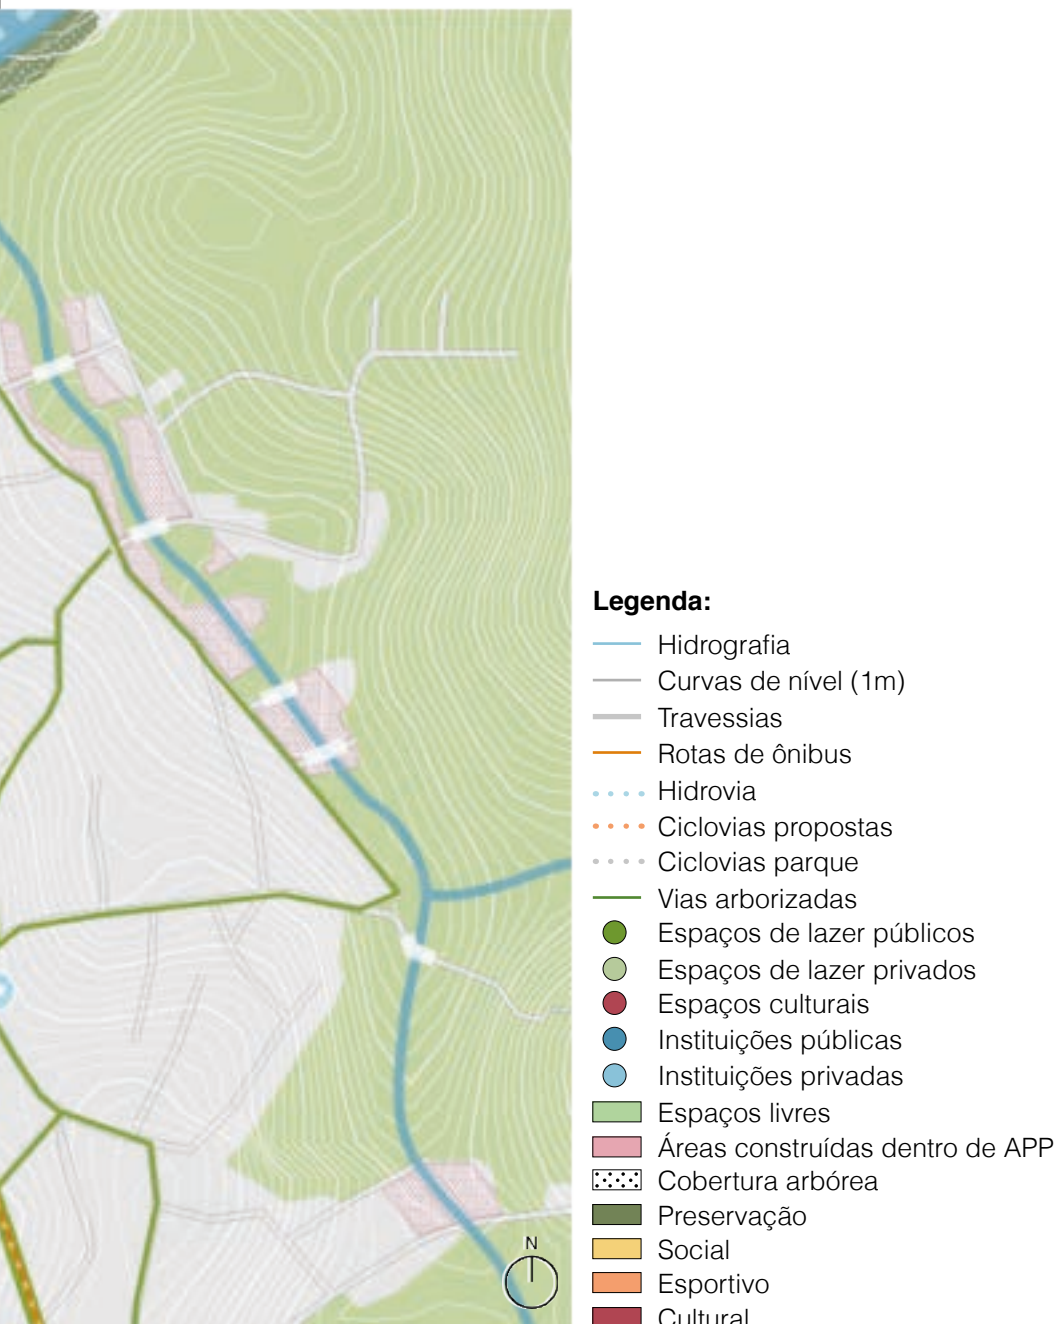 Legenda:
Hidrografia
Curvas de nível (1m)
Travessias
Rotas de ônibus
Hidrovia
Ciclovias propostas
Ciclovias parque
Vias arborizadas
Espaços de lazer públicos
Espaços de lazer privados
Espaços culturais
Instituições públicas
Instituições privadas
Espaços livres
Áreas construídas dentro de APP
Cobertura arbórea
Preservação
Social
N
Esportivo
Cultural